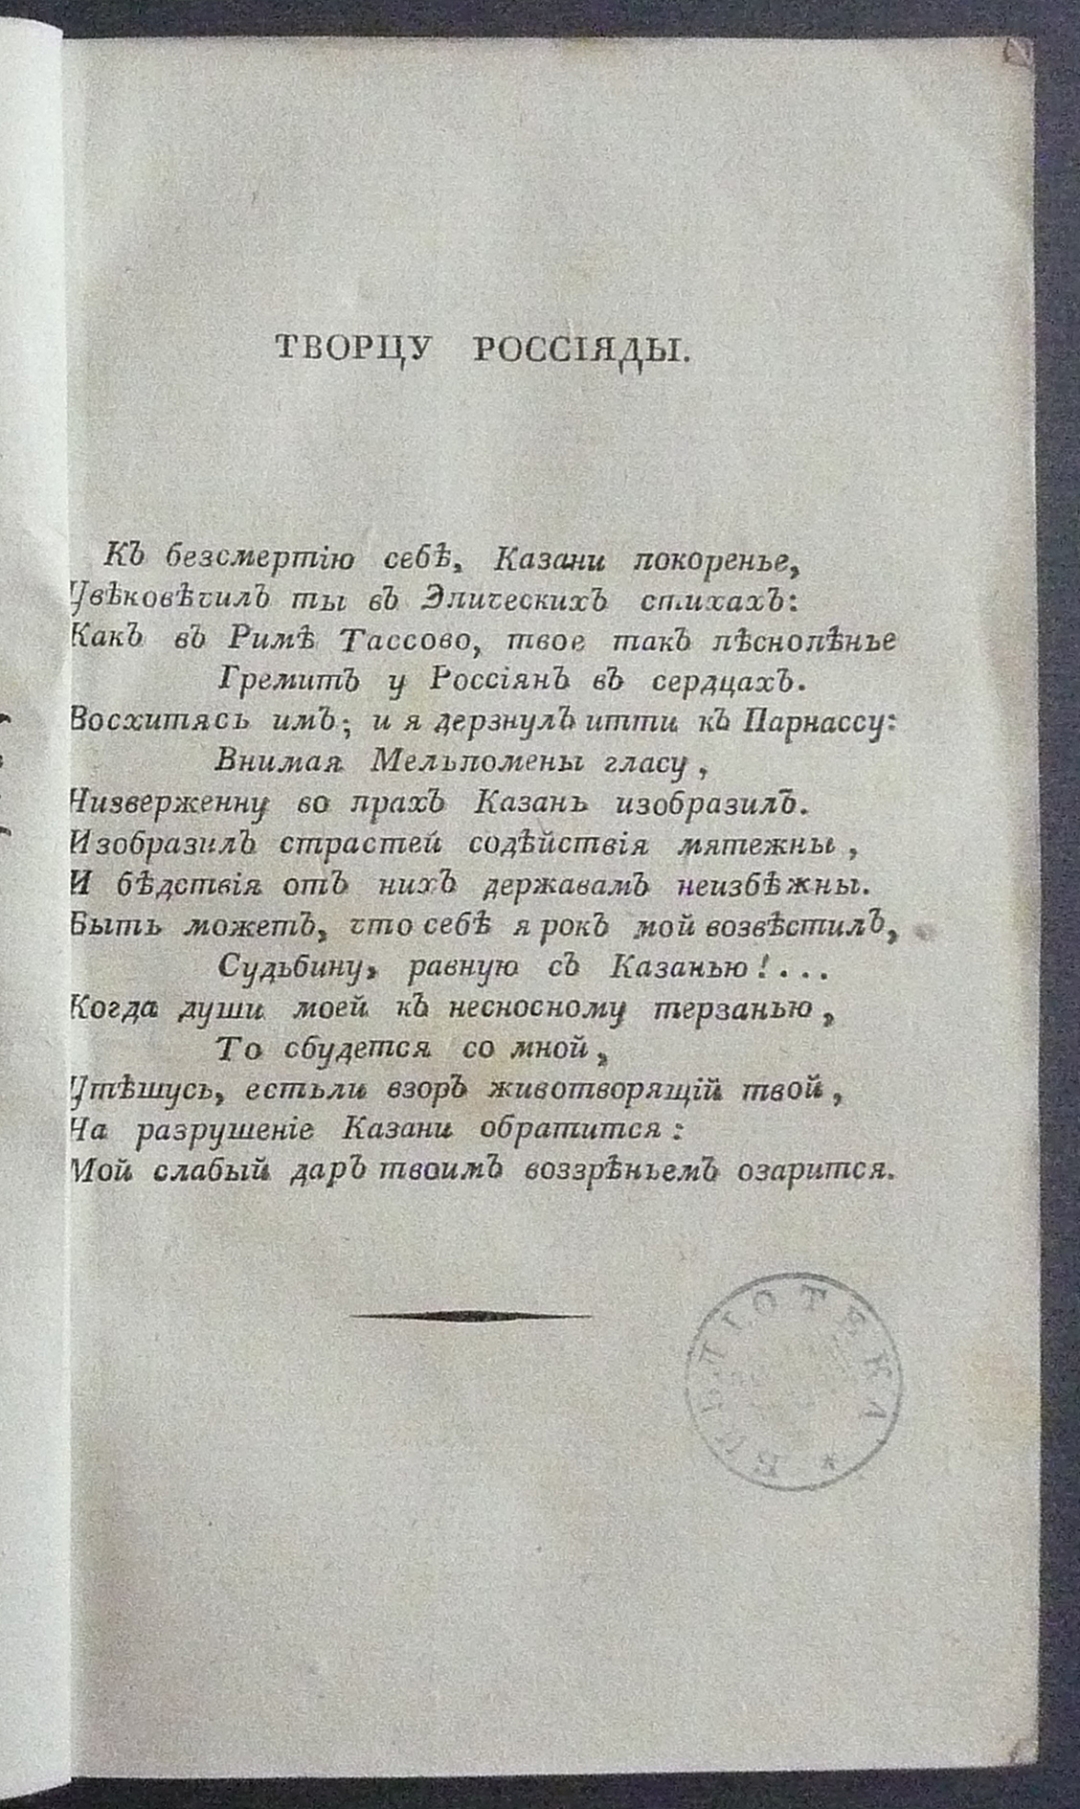 ТВОРЦУ РОССІЯДЫ.
Къ безсмертію себѣ, Казани покоренье,
Увѣковѣчилъ ты въ Эпическихъ стихахъ:
Какъ въ Римѣ Тассово, твое такъ пѣснопѣнье
Гремитъ у Россіянъ въ сердцахъ.
Восхитясь имъ; и я дерзнулъ итти къ Парнассу:
Внимая Мельпомены гласу,
Низверженну во прахъ Казань изобразилъ.
Изобразилъ страстей содѣйствія мятежны,
И бѣдствія отъ нихъ державамъ неизбѣжны.
Быть можетъ, что себѣ я рокъ мой возвѣстилъ,
Судьбину, равную съ Казанью!...
Когда души моей къ несносному терзанью,
То сбудется со мной,
Утѣшусь, естьли взоръ животворящій твой,
На разрушеніе Казани обратится:
Мой слабый даръ твоимъ воззрѣньемъ озарится.
БИБЛІОТЕКА *